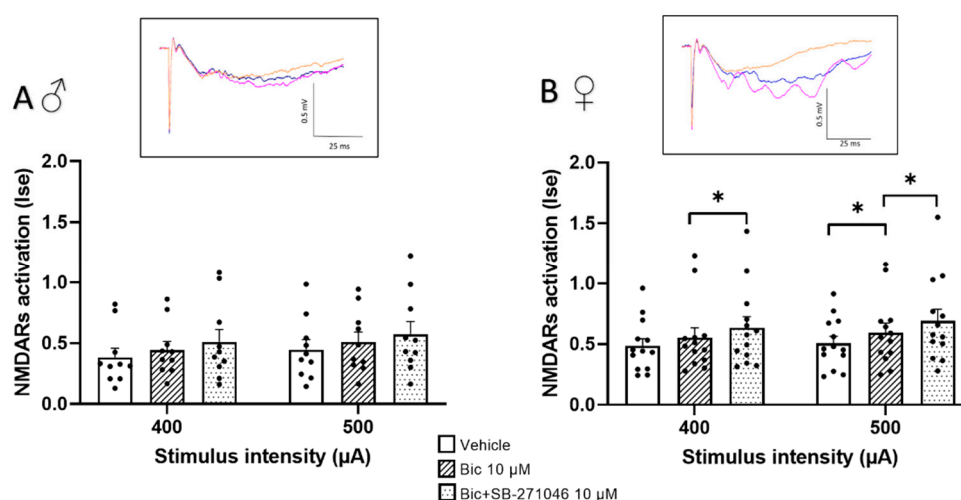 A ♂
0.5 mV
25 ms
B ♀
0.5 mV
25 ms
NMDARs activation (Ise)
2.0
1.5
1.0
0.5
0.0
400
500
Stimulus intensity (µA)
NMDARs activation (Ise)
2.0
1.5
1.0
0.5
0.0
*
*
*
400
500
Stimulus intensity (µA)
Vehicle
Bic 10 µM
Bic+SB-271046 10 µM